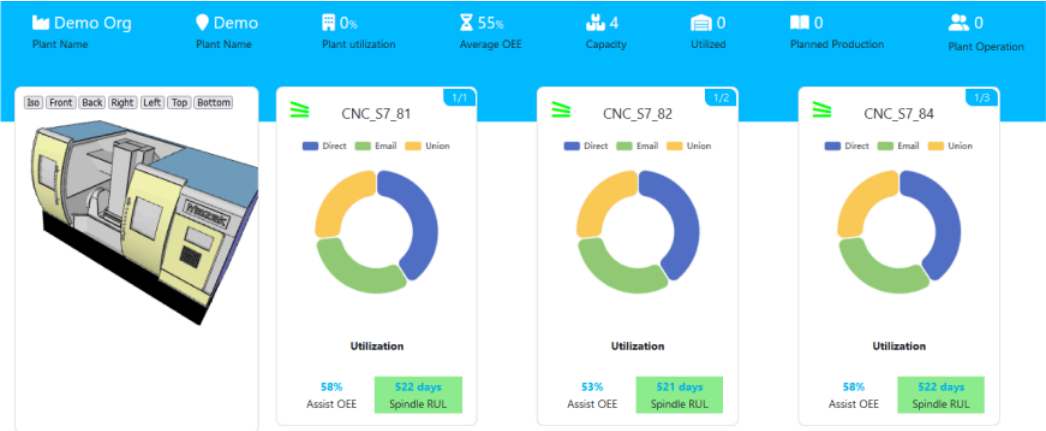 Demo Org
Plant Name
Demo
Plant Name
0%
Plant utilization
55%
Average OEE
4
Capacity
0
Utilized
0
Planned Production
0
Plant Operation
Iso Front Back Right Left Top Bottom
1/1
CNC_S7_81
Direct Email Union
Utilization
58%
Assist OEE
522 days
Spindle RUL
1/2
CNC_S7_82
Direct Email Union
Utilization
53%
Assist OEE
521 days
Spindle RUL
1/3
CNC_S7_84
Direct Email Union
Utilization
58%
Assist OEE
522 days
Spindle RUL